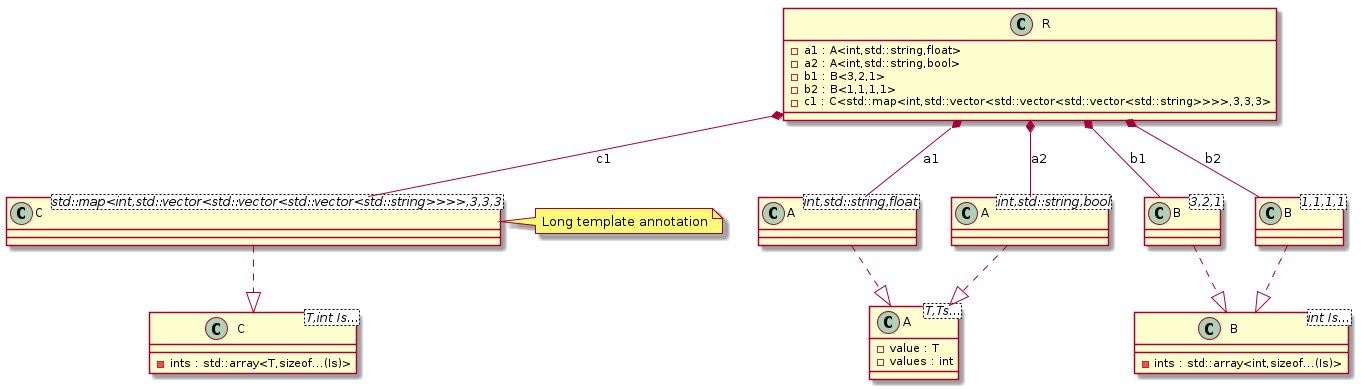 C R
a1 : A<int,std::string,float>
a2 : A<int,std::string,bool>
b1 : B<3,2,1>
b2 : B<1,1,1,1>
c1 : C<std::map<int,std::vector<std::vector<std::vector<std::string>>>>,3,3,3>
c1
a1
a2
b1
b2
C C
std::map<int,std::vector<std::vector<std::vector<std::string>>>>,3,3,3
Long template annotation
C A
int,std::string,float
C A
int,std::string,bool
C B
3,2,1
C B
1,1,1,1
C C
T,int Is...
ints : std::array<T,sizeof...(Is)>
C A
T,Ts...
value : T
values : int
C B
int Is...
ints : std::array<int,sizeof...(Is)>